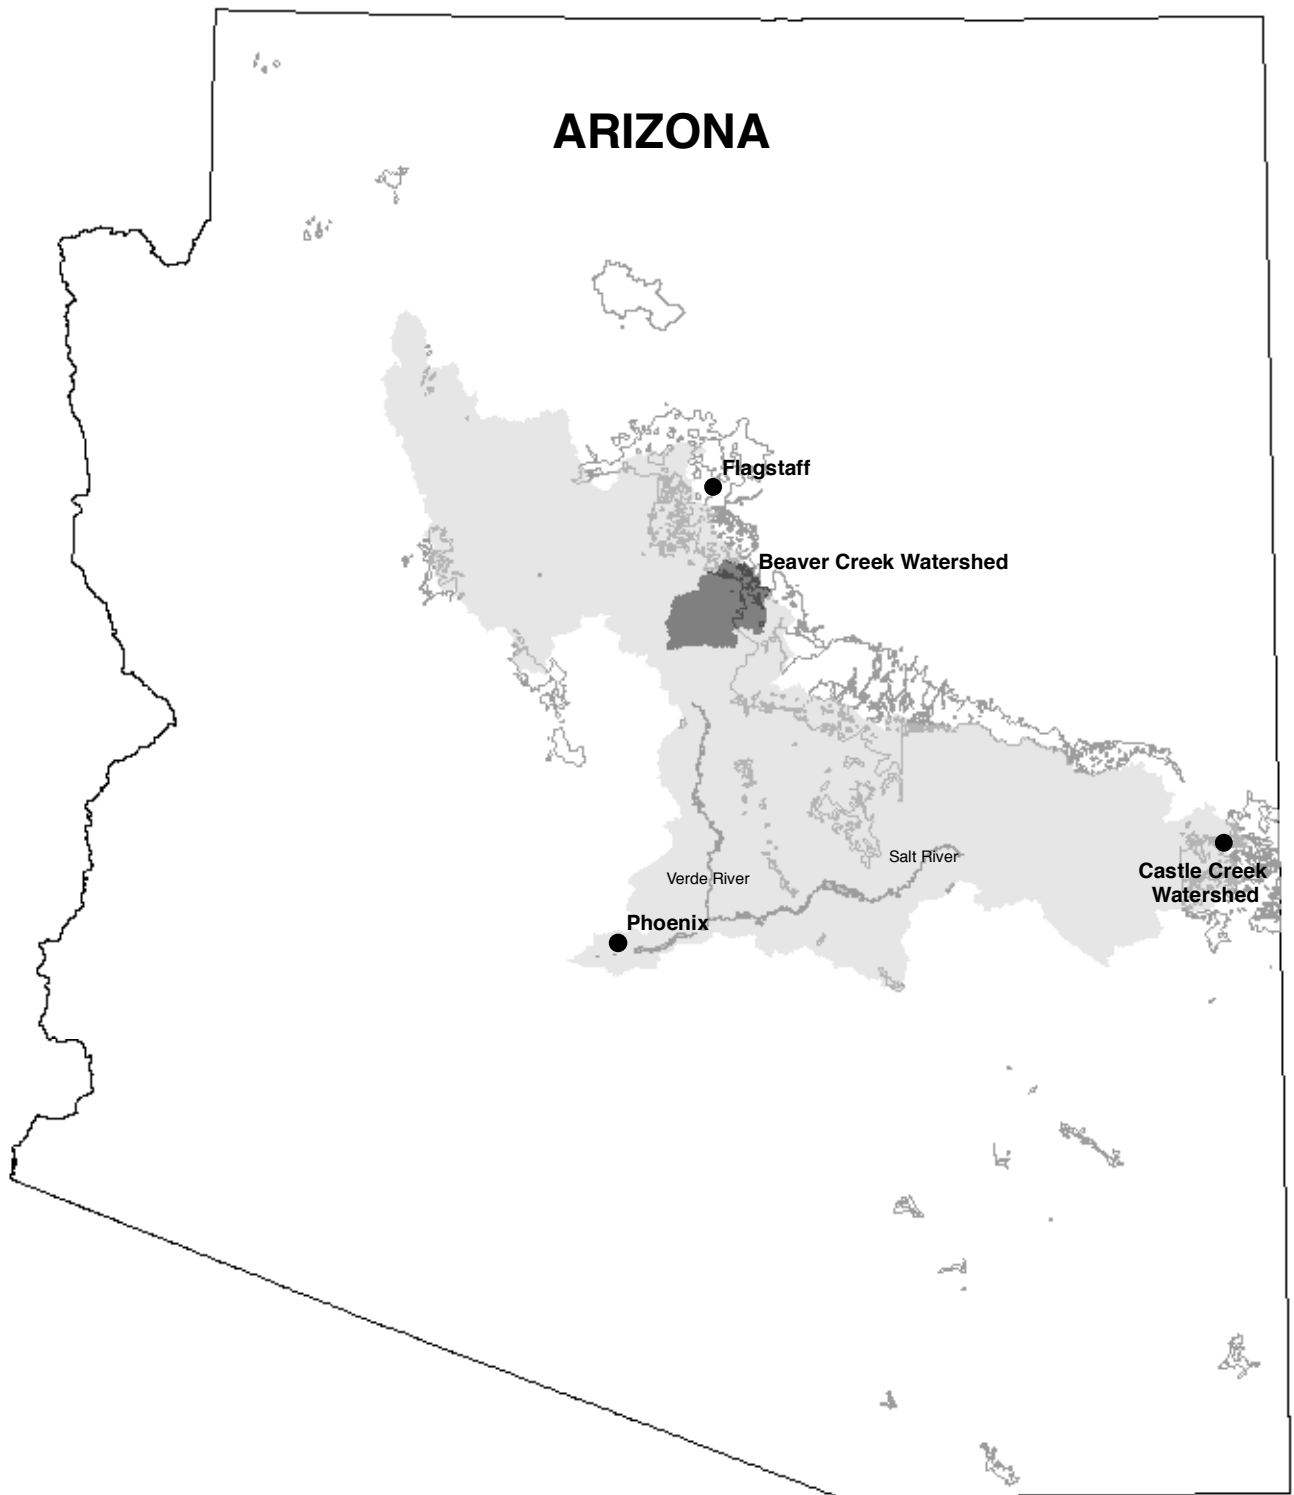 ARIZONA
Flagstaff
Beaver Creek Watershed
Salt River
Verde River
Castle Creek
Watershed
Phoenix